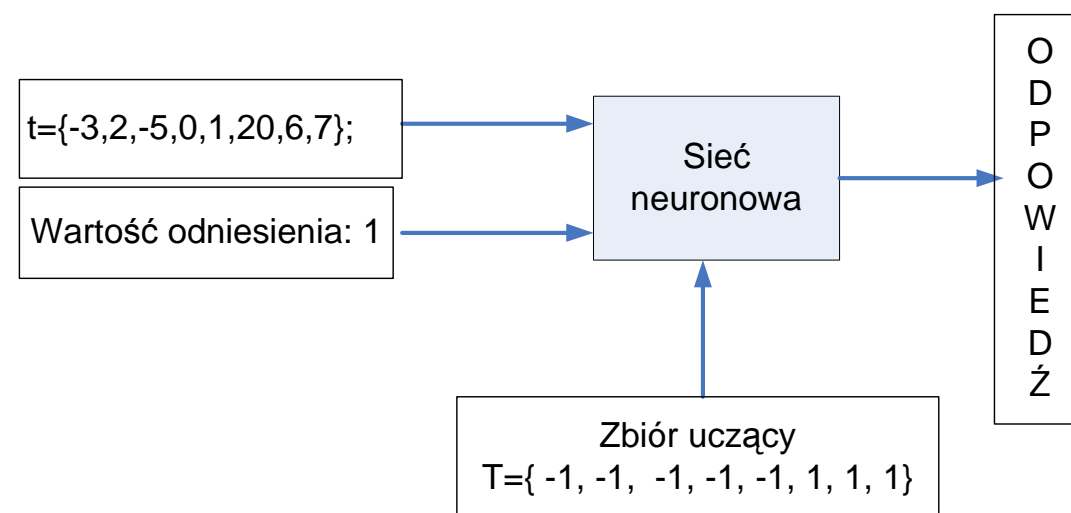 t={-3,2,-5,0,1,20,6,7};
Wartość odniesienia: 1
Sieć
neuronowa
Zbiór uczący
T={ -1, -1,  -1, -1, -1, 1, 1, 1}
O
D
P
O
W
I
E
D
Ź